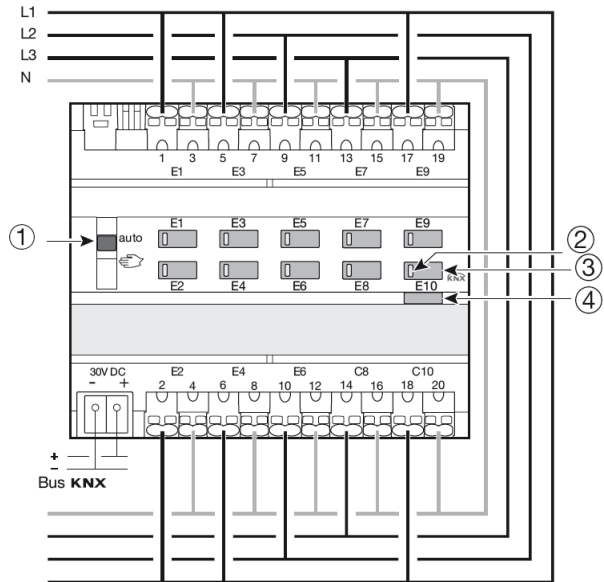 L1
L2
L3
N
1 3 5 7 9 11 13 15 17 19
E1 E3 E5 E7 E9
1
auto
E1 E3 E5 E7 E9
2
3
E2 E4 E6 E8 E10
KNX
4
30V DC
- +
E2 E4 E6 C8 C10
2 4 6 8 10 12 14 16 18 20
+
-
Bus KNX